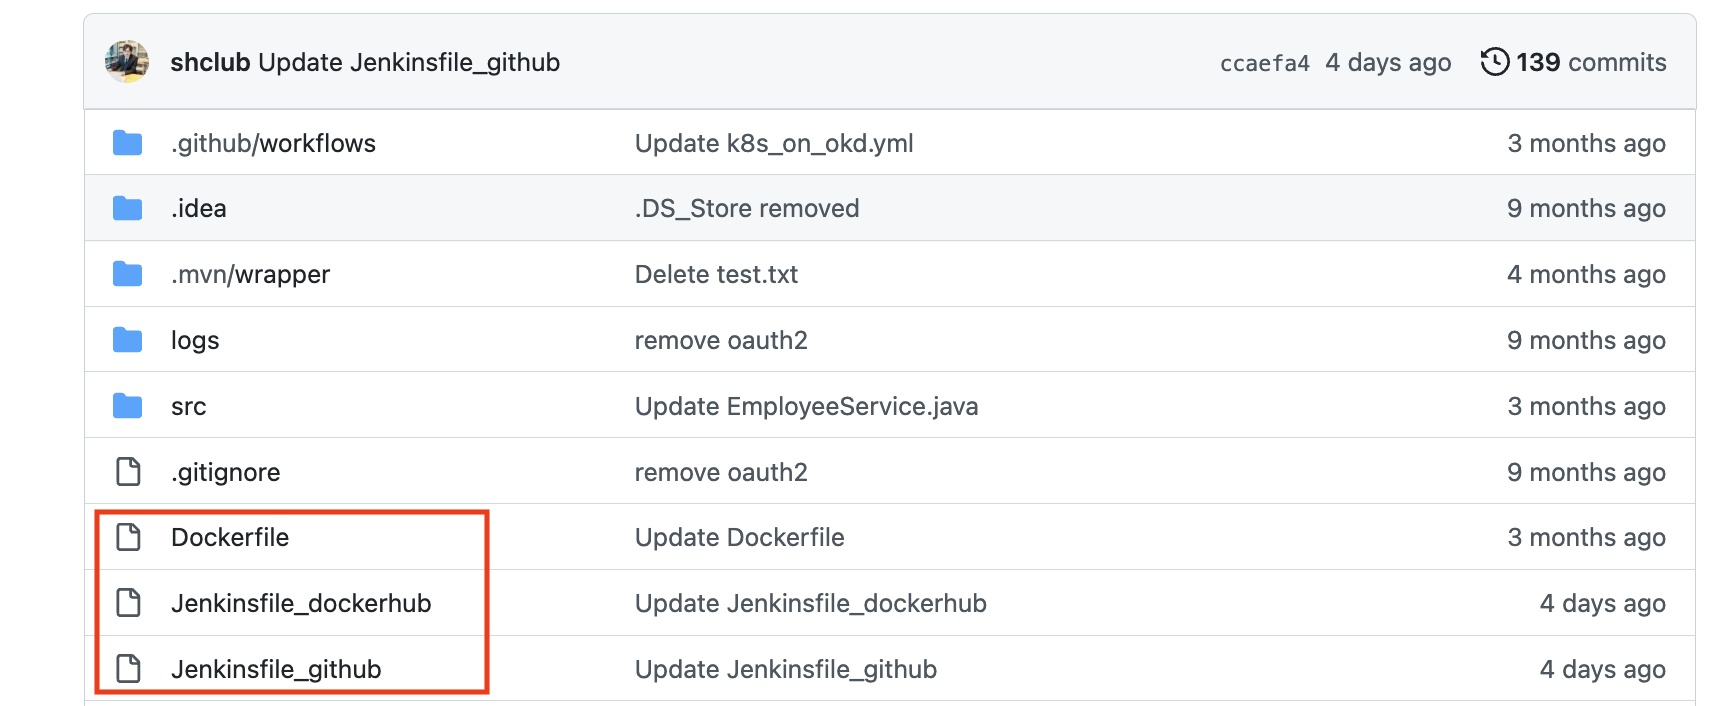 shclub Update Jenkinsfile_github ccaefa4 4 days ago 139 commits
.github/workflows Update k8s_on_okd.yml 3 months ago
.idea .DS_Store removed 9 months ago
.mvn/wrapper Delete test.txt 4 months ago
logs remove oauth2 9 months ago
src Update EmployeeService.java 3 months ago
.gitignore remove oauth2 9 months ago
Dockerfile Update Dockerfile 3 months ago
Jenkinsfile_dockerhub Update Jenkinsfile_dockerhub 4 days ago
Jenkinsfile_github Update Jenkinsfile_github 4 days ago